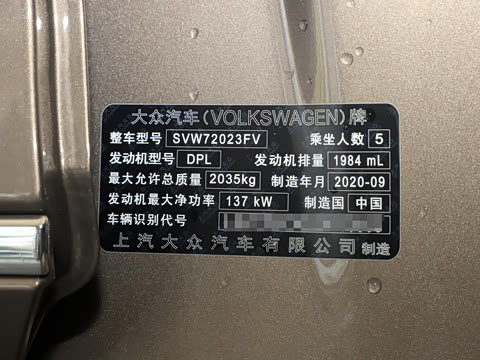 大众汽车(VOLKSWAGEN)牌
整车型号 SVW72023FV 乘坐人数 5
发动机型号 DPL 发动机排量 1984 mL
最大允许总质量 2035kg 制造年月 2020-09
发动机最大净功率 137 kW 制造国 中国
车辆识别代号
上汽大众汽车有限公司 制造